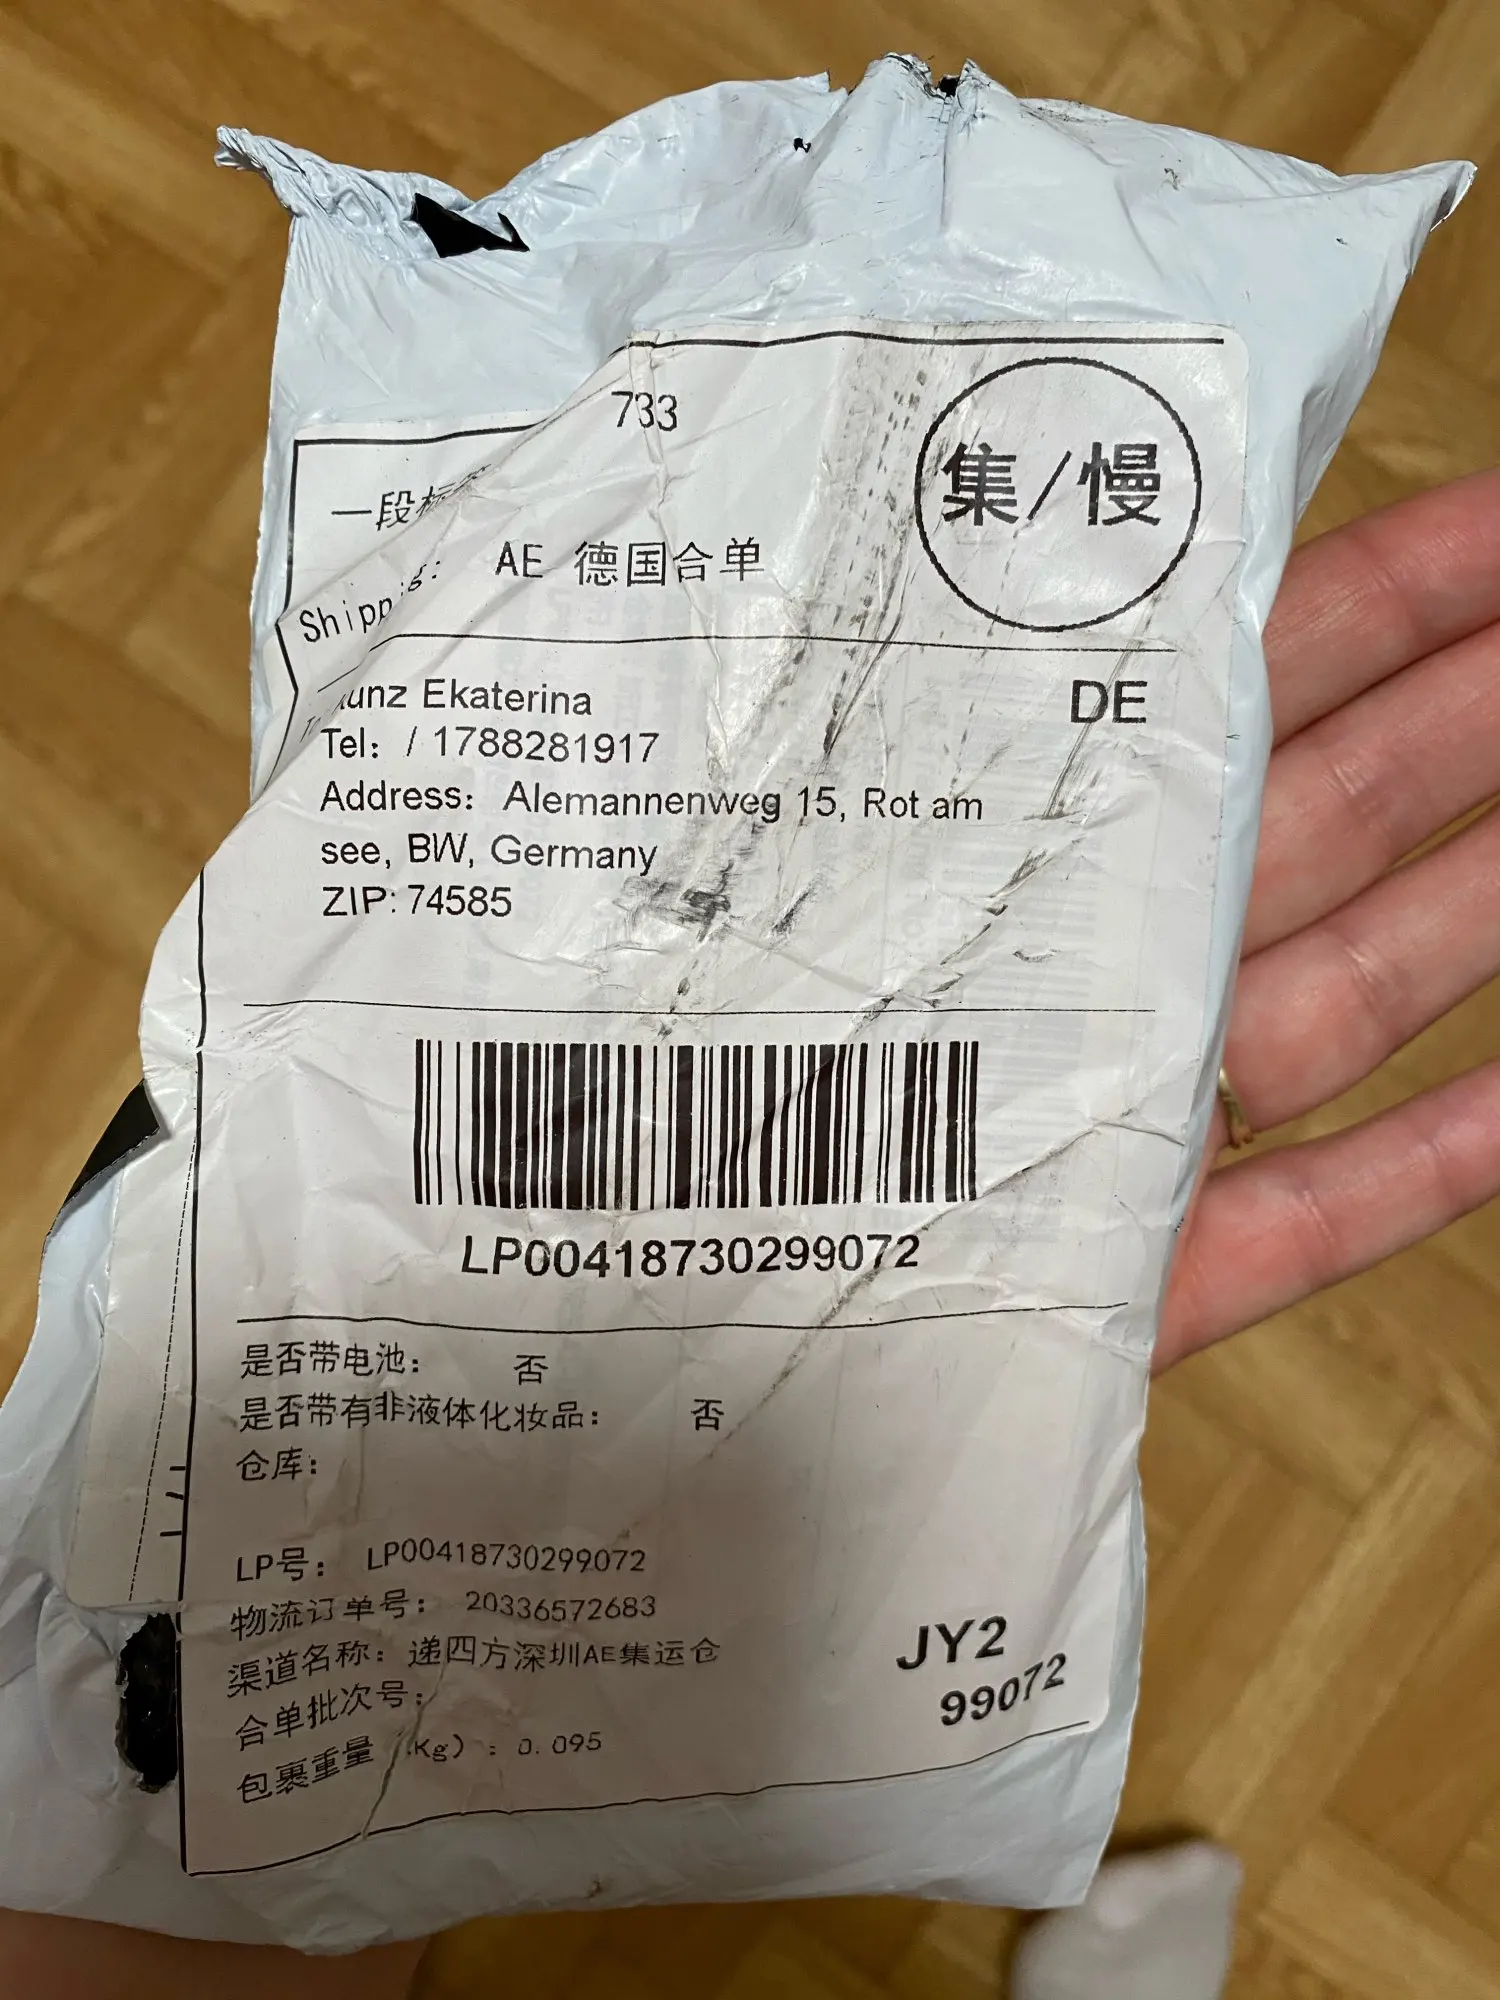 733
集/慢
一段标
AE 德国合单
unz Ekaterina
DE
Tel: / 1788281917
Address: Alemannenweg 15, Rot am
see, BW, Germany
ZIP: 74585
LP00418730299072
是否带电池: 否
是否带有非液体化妆品: 否
仓库:
LP号: LP00418730299072
物流订单号: 20336572683
渠道名称: 递四方深圳AE集运仓
JY2
合单批次号:
99072
包裹重量 (Kg) : 0.095